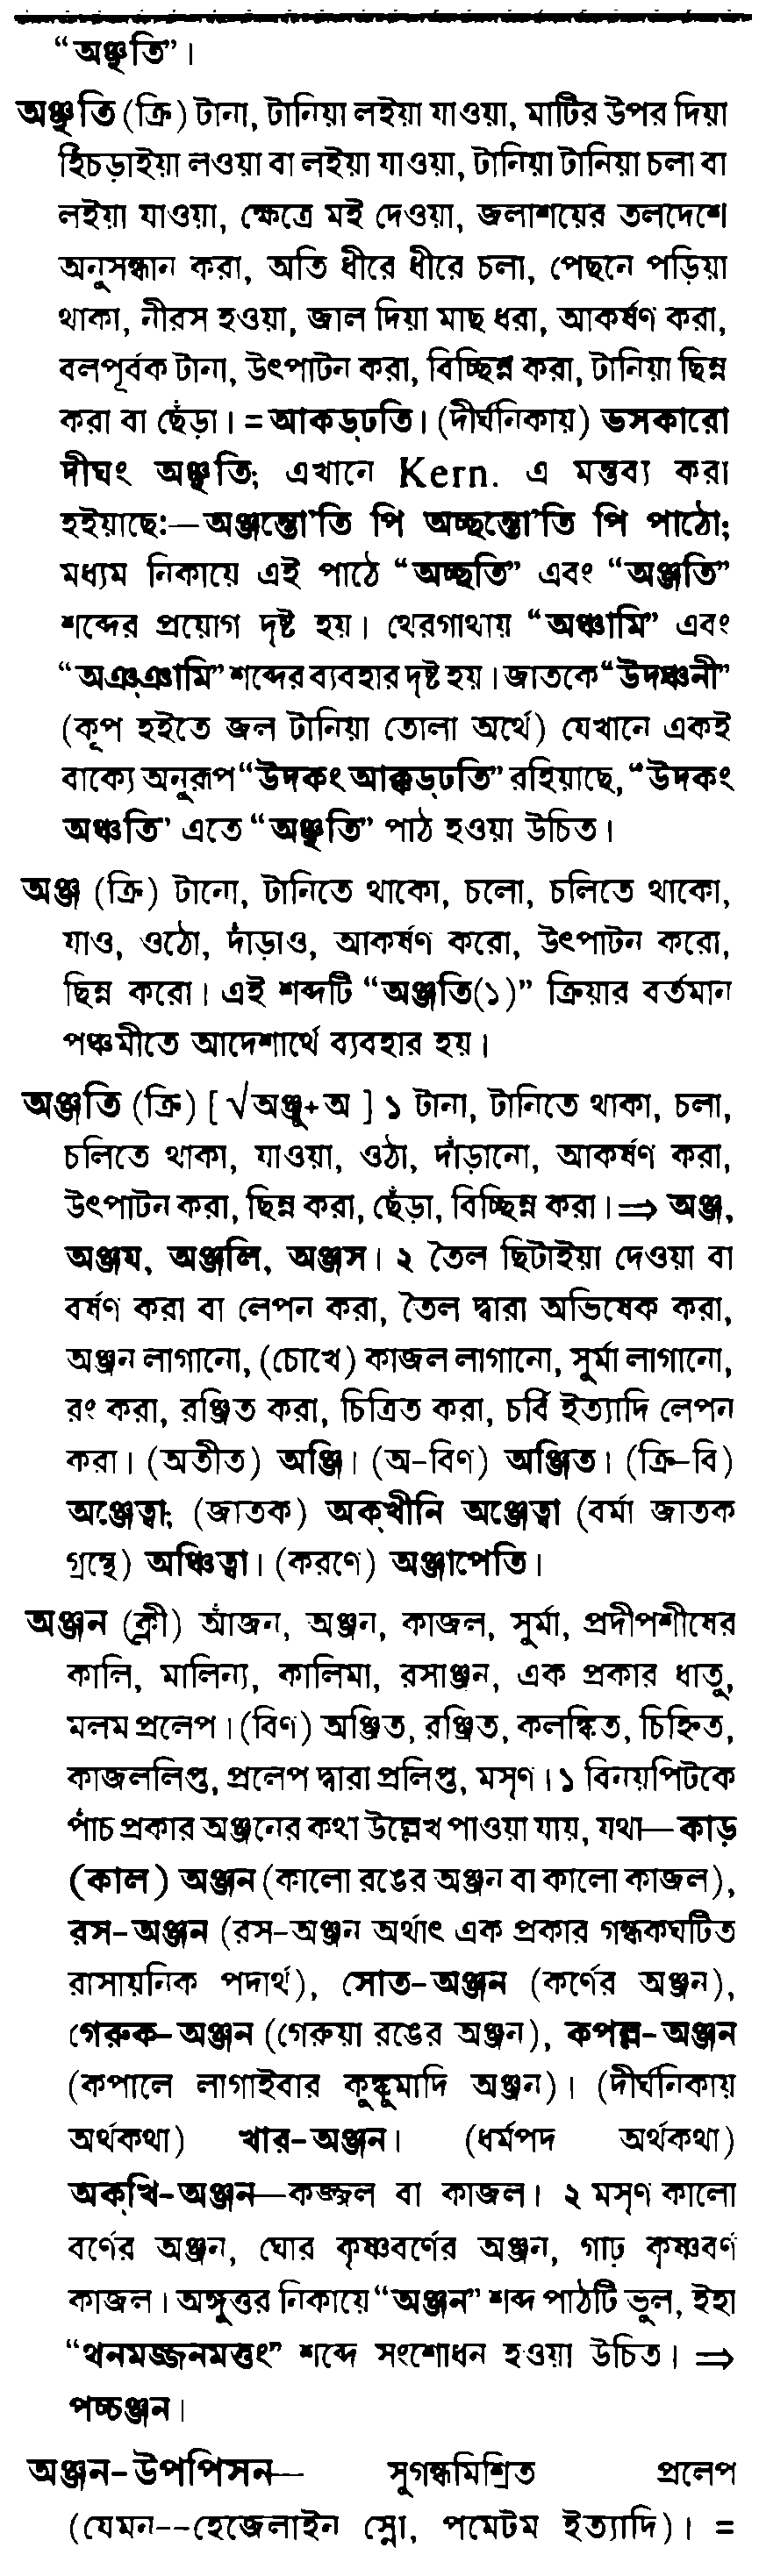 “অঞ্ছতি”।
অঞ্ছতি (ক্রি) টানা, টানিয়া লইয়া যাওয়া, মাটির উপর দিয়া
হিঁচড়াইয়া লওয়া বা লইয়া যাওয়া, টানিয়া টানিয়া চলা বা
লইয়া যাওয়া, ক্ষেত্রে মই দেওয়া, জলাশয়ের তলদেশে
অনুসন্ধান করা, অতি ধীরে ধীরে চলা, পেছনে পড়িয়া
থাকা, নীরস হওয়া, জাল দিয়া মাছ ধরা, আকর্ষণ করা,
বলপূর্বক টানা, উৎপাটন করা, বিচ্ছিন্ন করা, টানিয়া ছিন্ন
করা বা ছেঁড়া। = আকড্ঢতি। (দীর্ঘনিকায়) ভসকারো
দীঘং অঞ্ছতি; এখানে Kern. এ মন্তব্য করা
হইয়াছে:—অঞ্জন্তো’তি পি অচ্ছন্তো’তি পি পাঠো;
মধ্যম নিকায়ে এই পাঠে “অচ্ছতি” এবং “অঞ্জতি”
শব্দের প্রয়োগ দৃষ্ট হয়। থেরগাথায় “অঞ্চামি” এবং
“অঞ্ঞামি” শব্দের ব্যবহার দৃষ্ট হয়। জাতকে “উদঞ্চনী”
(কূপ হইতে জল টানিয়া তোলা অর্থে) যেখানে একই
বাক্যে অনুরূপ “উদকং আক্কড্ঢতি” রহিয়াছে, “উদকং
অঞ্চতি’ এতে “অঞ্ছতি” পাঠ হওয়া উচিত।
অঞ্জ (ক্রি) টানো, টানিতে থাকো, চলো, চলিতে থাকো,
যাও, ওঠো, দাঁড়াও, আকর্ষণ করো, উৎপাটন করো,
ছিন্ন করো। এই শব্দটি “অঞ্জতি(১)” ক্রিয়ার বর্তমান
পঞ্চমীতে আদেশার্থে ব্যবহার হয়।
অঞ্জতি (ক্রি) [ √অঞ্জু+অ ] ১ টানা, টানিতে থাকা, চলা,
চলিতে থাকা, যাওয়া, ওঠা, দাঁড়ানো, আকর্ষণ করা,
উৎপাটন করা, ছিন্ন করা, ছেঁড়া, বিচ্ছিন্ন করা। ⇒ অঞ্জ,
অঞ্জয, অঞ্জলি, অঞ্জস। ২ তৈল ছিটাইয়া দেওয়া বা
বর্ষণ করা বা লেপন করা, তৈল দ্বারা অভিষেক করা,
অঞ্জন লাগানো, (চোখে) কাজল লাগানো, সুর্মা লাগানো,
রং করা, রঞ্জিত করা, চিত্রিত করা, চর্বি ইত্যাদি লেপন
করা। (অতীত) অঞ্জি। (অ-বিণ) অঞ্জিত। (ক্রি-বি)
অঞ্জেত্বা; (জাতক) অক্খীনি অঞ্জেত্বা (বর্মা জাতক
গ্রন্থে) অঞ্চিত্বা। (করণে) অঞ্জাপেতি।
অঞ্জন (ক্লী) আঁজন, অঞ্জন, কাজল, সুর্মা, প্রদীপশীষের
কালি, মালিন্য, কালিমা, রসাঞ্জন, এক প্রকার ধাতু,
মলম প্রলেপ। (বিণ) অঞ্জিত, রঞ্জিত, কলঙ্কিত, চিহ্নিত,
কাজললিপ্ত, প্রলেপ দ্বারা প্রলিপ্ত, মসৃণ। ১ বিনয়পিটকে
পাঁচ প্রকার অঞ্জনের কথা উল্লেখ পাওয়া যায়, যথা—কাড়
(কাল) অঞ্জন (কালো রঙের অঞ্জন বা কালো কাজল),
রস-অঞ্জন (রস-অঞ্জন অর্থাৎ এক প্রকার গন্ধকঘটিত
রাসায়নিক পদার্থ), সোত-অঞ্জন (কর্ণের অঞ্জন),
গেরুক-অঞ্জন (গেরুয়া রঙের অঞ্জন), কপল্ল-অঞ্জন
(কপালে লাগাইবার কুঙ্কুমাদি অঞ্জন)। (দীর্ঘনিকায়
অর্থকথা) খার-অঞ্জন। (ধর্মপদ অর্থকথা)
অক্খি-অঞ্জন—কজ্জল বা কাজল। ২ মসৃণ কালো
বর্ণের অঞ্জন, ঘোর কৃষ্ণবর্ণের অঞ্জন, গাঢ় কৃষ্ণবর্ণ
কাজল। অঙ্গুত্তর নিকায়ে “অঞ্জন” শব্দ পাঠটি ভুল, ইহা
“থনমজ্জনমত্তং” শব্দে সংশোধন হওয়া উচিত। ⇒
পচ্চঞ্জন।
অঞ্জন-উপপিসন— সুগন্ধমিশ্রিত প্রলেপ
(যেমন--হেজেলাইন স্নো, পমেটম ইত্যাদি)। =